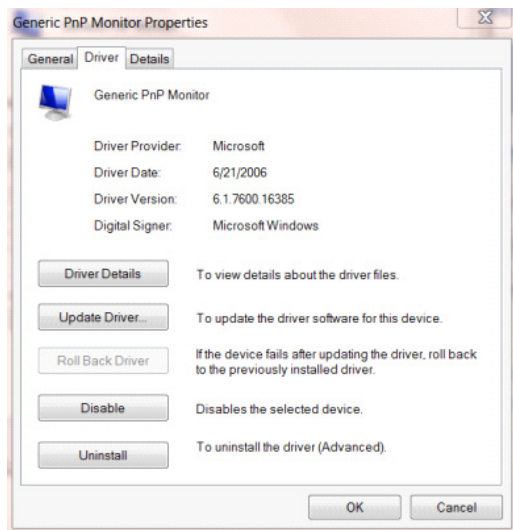 Generic PnP Monitor Properties
General Driver Details
Generic PnP Monitor
Driver Provider: Microsoft
Driver Date: 6/21/2006
Driver Version: 6.1.7600.16385
Digital Signer: Microsoft Windows
Driver Details To view details about the driver files.
Update Driver... To update the driver software for this device.
Roll Back Driver If the device fails after updating the driver, roll back
to the previously installed driver.
Disable Disables the selected device.
Uninstall To uninstall the driver (Advanced).
OK Cancel